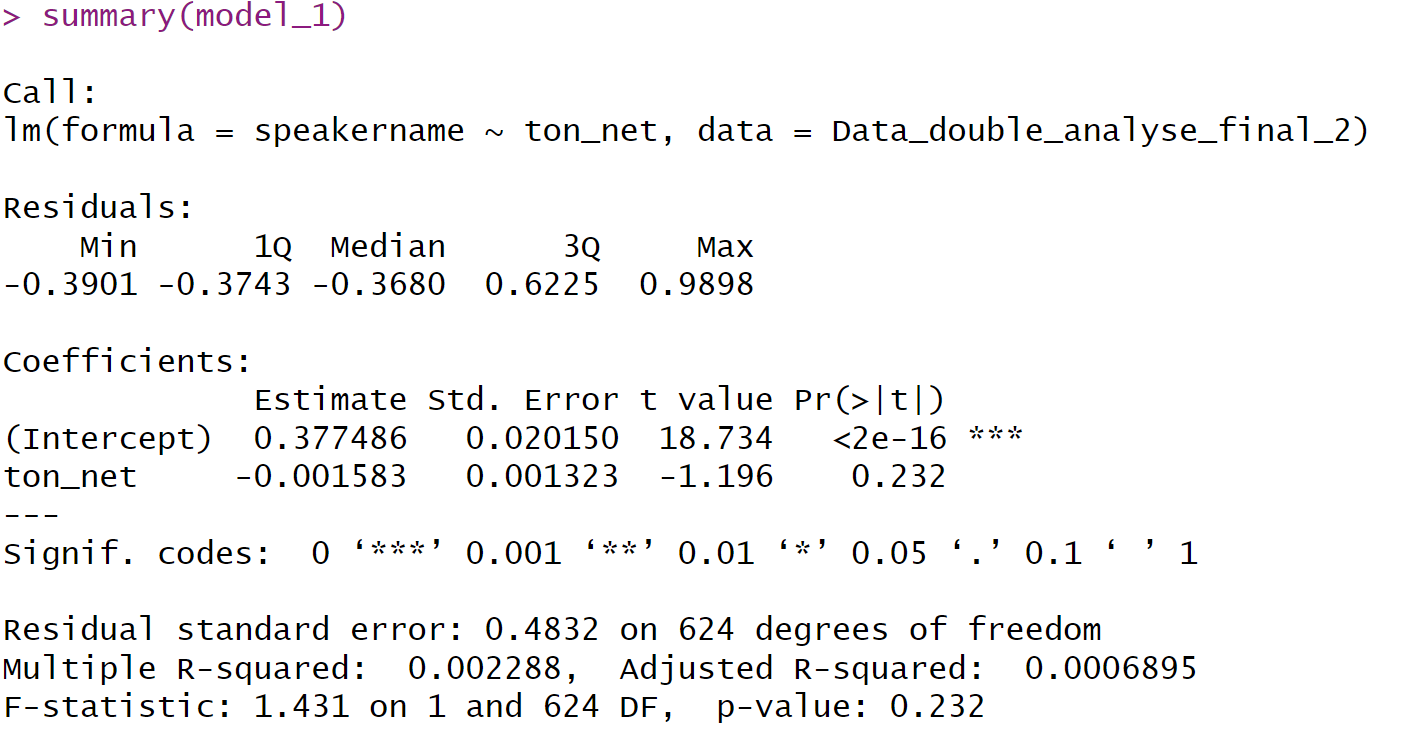 > summary(model_1)
Call:
lm(formula = speakername ~ ton_net, data = Data_double_analyse_final_2)
Residuals:
    Min      1Q  Median      3Q     Max
-0.3901 -0.3743 -0.3680  0.6225  0.9898
Coefficients:
             Estimate Std. Error t value Pr(>|t|)
(Intercept)  0.377486   0.020150  18.734   <2e-16 ***
ton_net     -0.001583   0.001323  -1.196    0.232
---
Signif. codes:  0 ‘***’ 0.001 ‘**’ 0.01 ‘*’ 0.05 ‘.’ 0.1 ‘ ’ 1
Residual standard error: 0.4832 on 624 degrees of freedom
Multiple R-squared:  0.002288,  Adjusted R-squared:  0.0006895
F-statistic: 1.431 on 1 and 624 DF,  p-value: 0.232